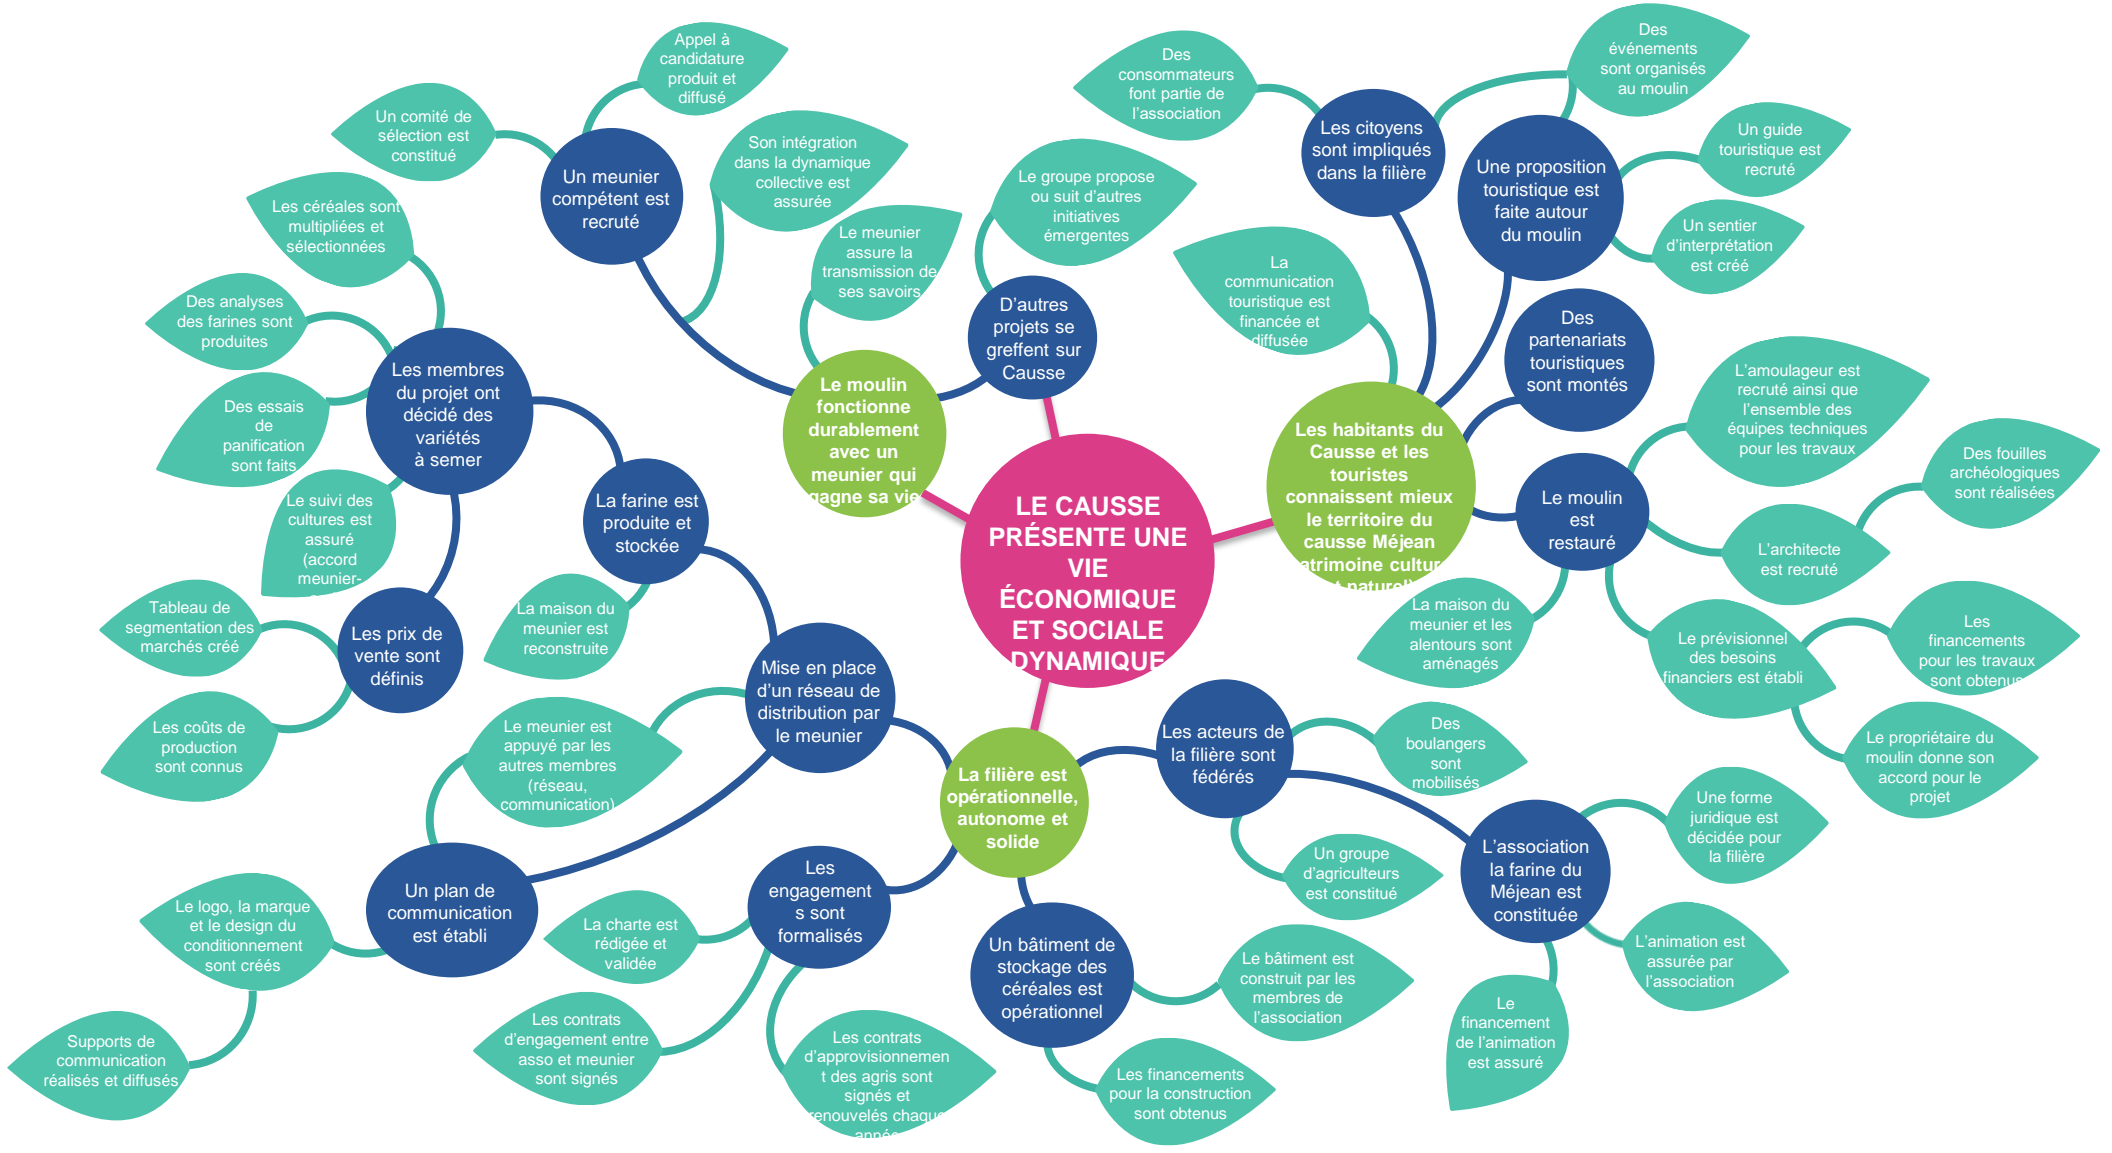 Appel à
candidature
produit et
diffusé
Un comité de
sélection est
constitué
Un meunier
compétent est
recruté
Son intégration
dans la dynamique
collective est
assurée
Le meunier
assure la
transmission de
ses savoirs
Le groupe propose
ou suit d'autres
initiatives
émergentes
D'autres
projets se
greffent sur
Causse
Le moulin
fonctionne
durablement
avec un
meunier qui
gagne sa vie
Les céréales sont
multipliées et
sélectionnées
Des analyses
des farines sont
produites
Des essais
de
panification
sont faits
Le suivi des
cultures est
assuré
(accord
meunier-
Les membres
du projet ont
décidé des
variétés
à semer
La farine est
produite et
stockée
La maison du
meunier est
reconstruite
Tableau de
segmentation des
marchés créé
Les coûts de
production
sont connus
Les prix de
vente sont
définis
Mise en place
d'un réseau de
distribution par
le meunier
Le meunier est
appuyé par les
autres membres
(réseau,
communication)
Un plan de
communication
est établi
Le logo, la marque
et le design du
conditionnement
sont créés
Supports de
communication
réalisés et diffusés
LE CAUSSE
PRÉSENTE UNE
VIE
ÉCONOMIQUE
ET SOCIALE
DYNAMIQUE
La filière est
opérationnelle,
autonome et
solide
Les
engagement
s sont
formalisés
La charte est
rédigée et
validée
Les contrats
d'engagement entre
asso et meunier
sont signés
Les contrats
d'approvisionnemen
t des agris sont
signés et
renouvelés chaque
année
Un bâtiment de
stockage des
céréales est
opérationnel
Le bâtiment est
construit par les
membres de
l'association
Les financements
pour la construction
sont obtenus
Les acteurs de
la filière sont
fédérés
Des
boulangers
sont
mobilisés
Un groupe
d'agriculteurs
est constitué
L'association
la farine du
Méjean est
constituée
Une forme
juridique est
décidée pour
la filière
L'animation est
assurée par
l'association
Le
financement
de l'animation
est assuré
Des
consommateurs
font partie de
l'association
Les citoyens
sont impliqués
dans la filière
Des
événements
sont organisés
au moulin
Une proposition
touristique est
faite autour
du moulin
Un guide
touristique est
recruté
Un sentier
d'interprétation
est créé
La
communication
touristique est
financée et
diffusée
Des
partenariats
touristiques
sont montés
Les habitants du
Causse et les
touristes
connaissent mieux
le territoire du
causse Méjean
atrimoine cultur
t naturel)
Le moulin
est
restauré
L'amoulageur est
recruté ainsi que
l'ensemble des
équipes techniques
pour les travaux
Des fouilles
archéologiques
sont réalisées
L'architecte
est recruté
La maison du
meunier et les
alentours sont
aménagés
Le prévisionnel
des besoins
financiers est établi
Les
financements
pour les travaux
sont obtenus
Le propriétaire du
moulin donne son
accord pour le
projet